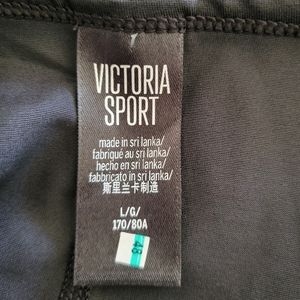 VICTORIA
SPORT
made in sri lanka/
fabriqué au sri lanka/
hecho en sri lanka/
fabbricato in sri lanka/
斯里兰卡制造
L/G/
170/80A
48